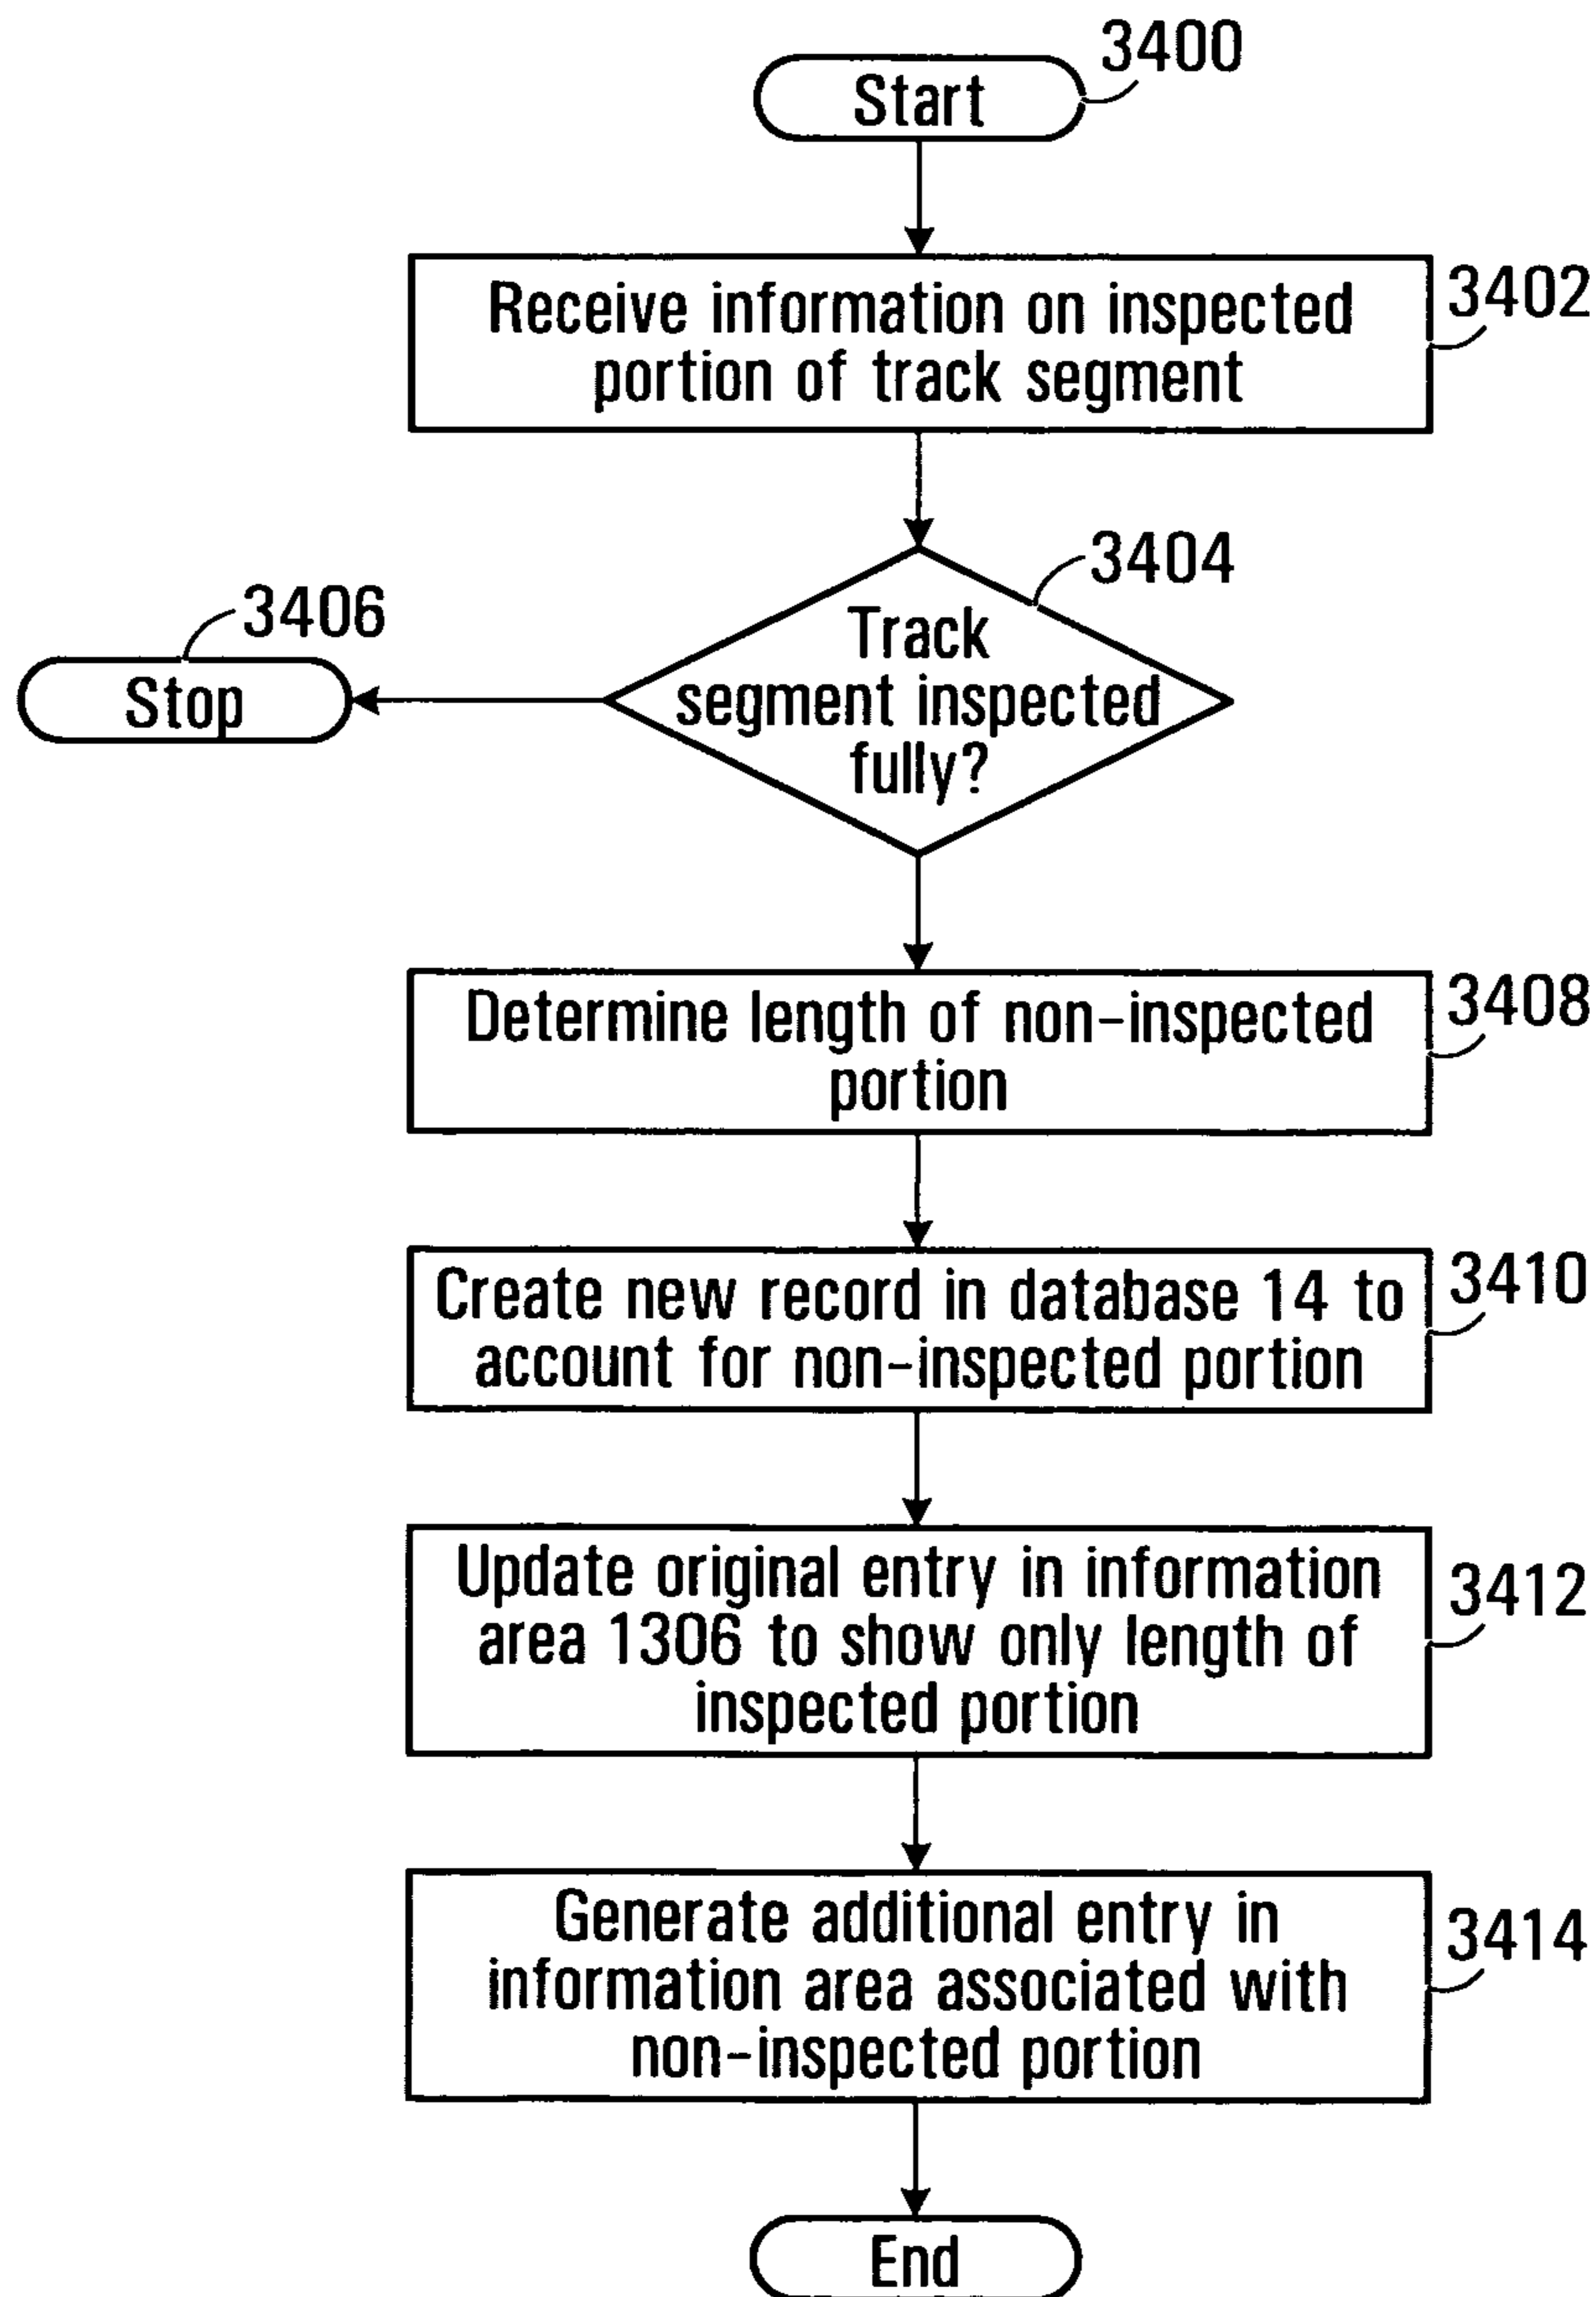 3400
Start
3402
Receive information on inspected
portion of track segment
3404
Track
segment inspected
fully?
3406
Stop
3408
Determine length of non-inspected
portion
3410
Create new record in database 14 to
account for non-inspected portion
3412
Update original entry in information
area 1306 to show only length of
inspected portion
3414
Generate additional entry in
information area associated with
non-inspected portion
End